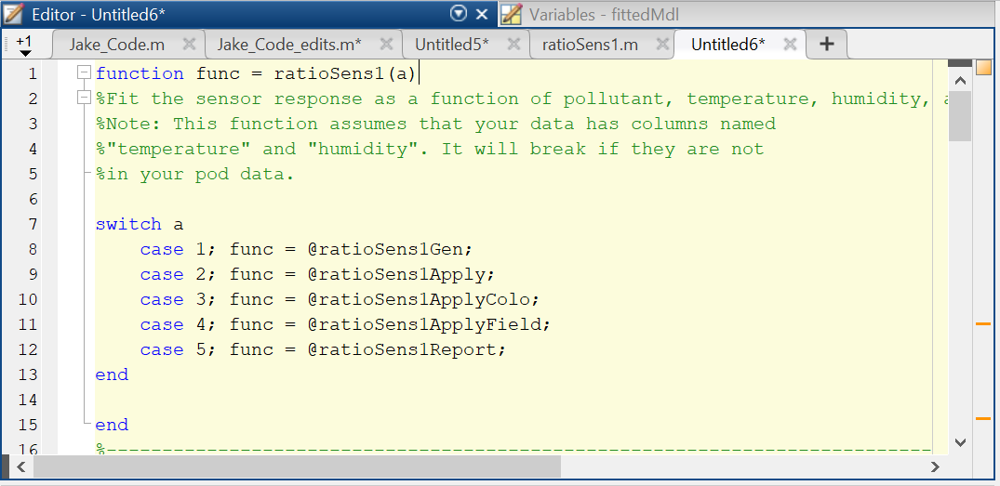 Editor - Untitled6*
Variables - fittedMdl
+1
Jake_Code.m
Jake_Code_edits.m*
Untitled5*
ratioSens1.m
Untitled6*
1 function func = ratioSens1(a)
2 %Fit the sensor response as a function of pollutant, temperature, humidity,
3 %Note: This function assumes that your data has columns named
4 %"temperature" and "humidity". It will break if they are not
5 %in your pod data.
6
7 switch a
8 case 1; func = @ratioSens1Gen;
9 case 2; func = @ratioSens1Apply;
10 case 3; func = @ratioSens1ApplyColo;
11 case 4; func = @ratioSens1ApplyField;
12 case 5; func = @ratioSens1Report;
13 end
14
15 end
16 %--------------------------------------------------------------------------